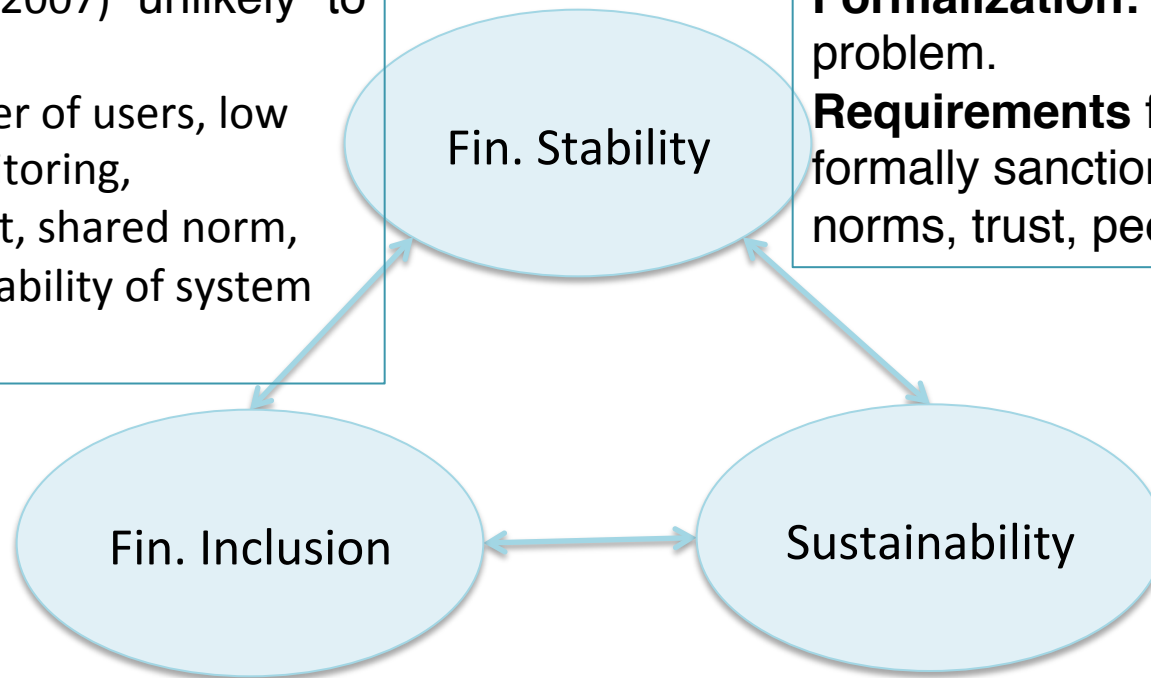 2007) unlikely to
er of users, low
toring,
t, shared norm,
ability of system
Formalization:
problem.
Requirements f
formally sanction
norms, trust, pee
Fin. Stability
Fin. Inclusion
Sustainability